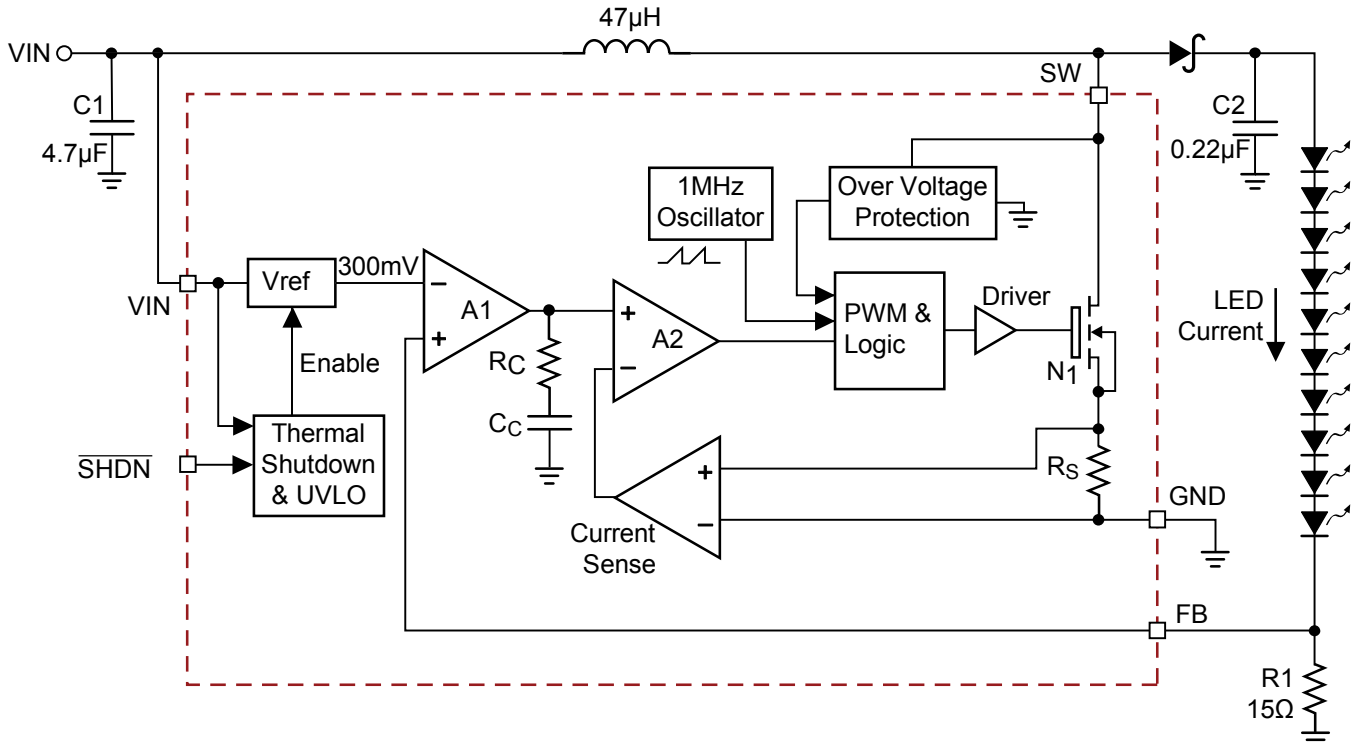 47µH
VIN
SW
C1
4.7µF
C2
0.22µF
1MHz
Oscillator
Over Voltage
Protection
300mV
Vref
VIN
A1
A2
PWM &
Logic
Driver
N1
LED
Current
Enable
RC
CC
Thermal
Shutdown
& UVLO
SHDN
RS
GND
Current
Sense
FB
R1
15Ω
−
+
+
−
+
−